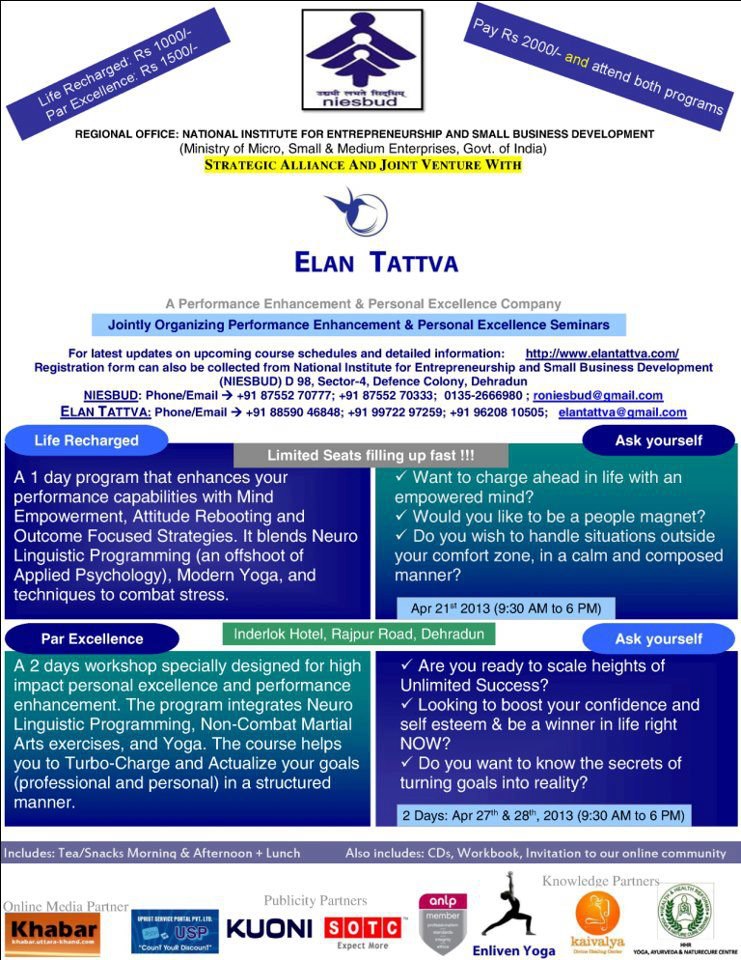 Life Recharged: Rs 1000/-
Par Excellence: Rs 1500/-
Pay Rs 2000/- and attend both programs
niesbud
REGIONAL OFFICE: NATIONAL INSTITUTE FOR ENTREPRENEURSHIP AND SMALL BUSINESS DEVELOPMENT
(Ministry of Micro, Small & Medium Enterprises, Govt. of India)
STRATEGIC ALLIANCE AND JOINT VENTURE WITH
ELAN TATTVA
A Performance Enhancement & Personal Excellence Company
Jointly Organizing Performance Enhancement & Personal Excellence Seminars
For latest updates on upcoming course schedules and detailed information: http://www.elantattva.com/
Registration form can also be collected from National Institute for Entrepreneurship and Small Business Development
(NIESBUD) D 98, Sector-4, Defence Colony, Dehradun
NIESBUD: Phone/Email → +91 87552 70777; +91 87552 70333; 0135-2666980 ; roniesbud@gmail.com
ELAN TATTVA: Phone/Email → +91 88590 46848; +91 99722 97259; +91 96208 10505; elantattva@gmail.com
Life Recharged
Limited Seats filling up fast !!!
Ask yourself
A 1 day program that enhances your
performance capabilities with Mind
Empowerment, Attitude Rebooting and
Outcome Focused Strategies. It blends Neuro
Linguistic Programming (an offshoot of
Applied Psychology), Modern Yoga, and
techniques to combat stress.
✓ Want to charge ahead in life with an
empowered mind?
✓ Would you like to be a people magnet?
✓ Do you wish to handle situations outside
your comfort zone, in a calm and composed
manner?
Apr 21st 2013 (9:30 AM to 6 PM)
Par Excellence
Inderlok Hotel, Rajpur Road, Dehradun
Ask yourself
A 2 days workshop specially designed for high
impact personal excellence and performance
enhancement. The program integrates Neuro
Linguistic Programming, Non-Combat Martial
Arts exercises, and Yoga. The course helps
you to Turbo-Charge and Actualize your goals
(professional and personal) in a structured
manner.
✓ Are you ready to scale heights of
Unlimited Success?
✓ Looking to boost your confidence and
self esteem & be a winner in life right
NOW?
✓ Do you want to know the secrets of
turning goals into reality?
2 Days: Apr 27th & 28th, 2013 (9:30 AM to 6 PM)
Includes: Tea/Snacks Morning & Afternoon + Lunch
Also includes: CDs, Workbook, Invitation to our online community
Online Media Partner
Publicity Partners
Knowledge Partners
Khabar
khabar.uttara-khand.com
UPRIST SERVICE PORTAL PVT. LTD.
USP
"Count Your Discount"
KUONI
SOTC
Expect More
anlp
member
Enliven Yoga
kaivalya
Divine Healing Center
HHR
YOGA, AYURVEDA & NATURECURE CENTRE